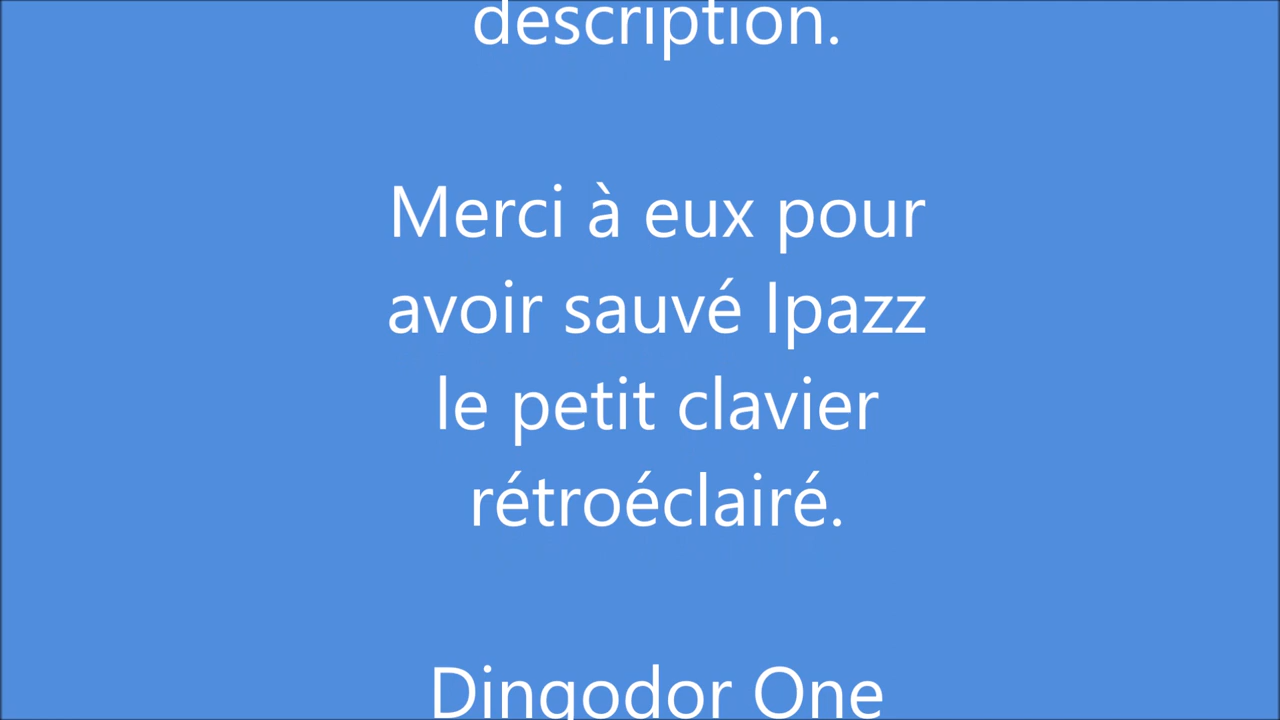 description.
Merci à eux pour
avoir sauvé Ipazz
le petit clavier
rétroéclairé.
Dingodor One